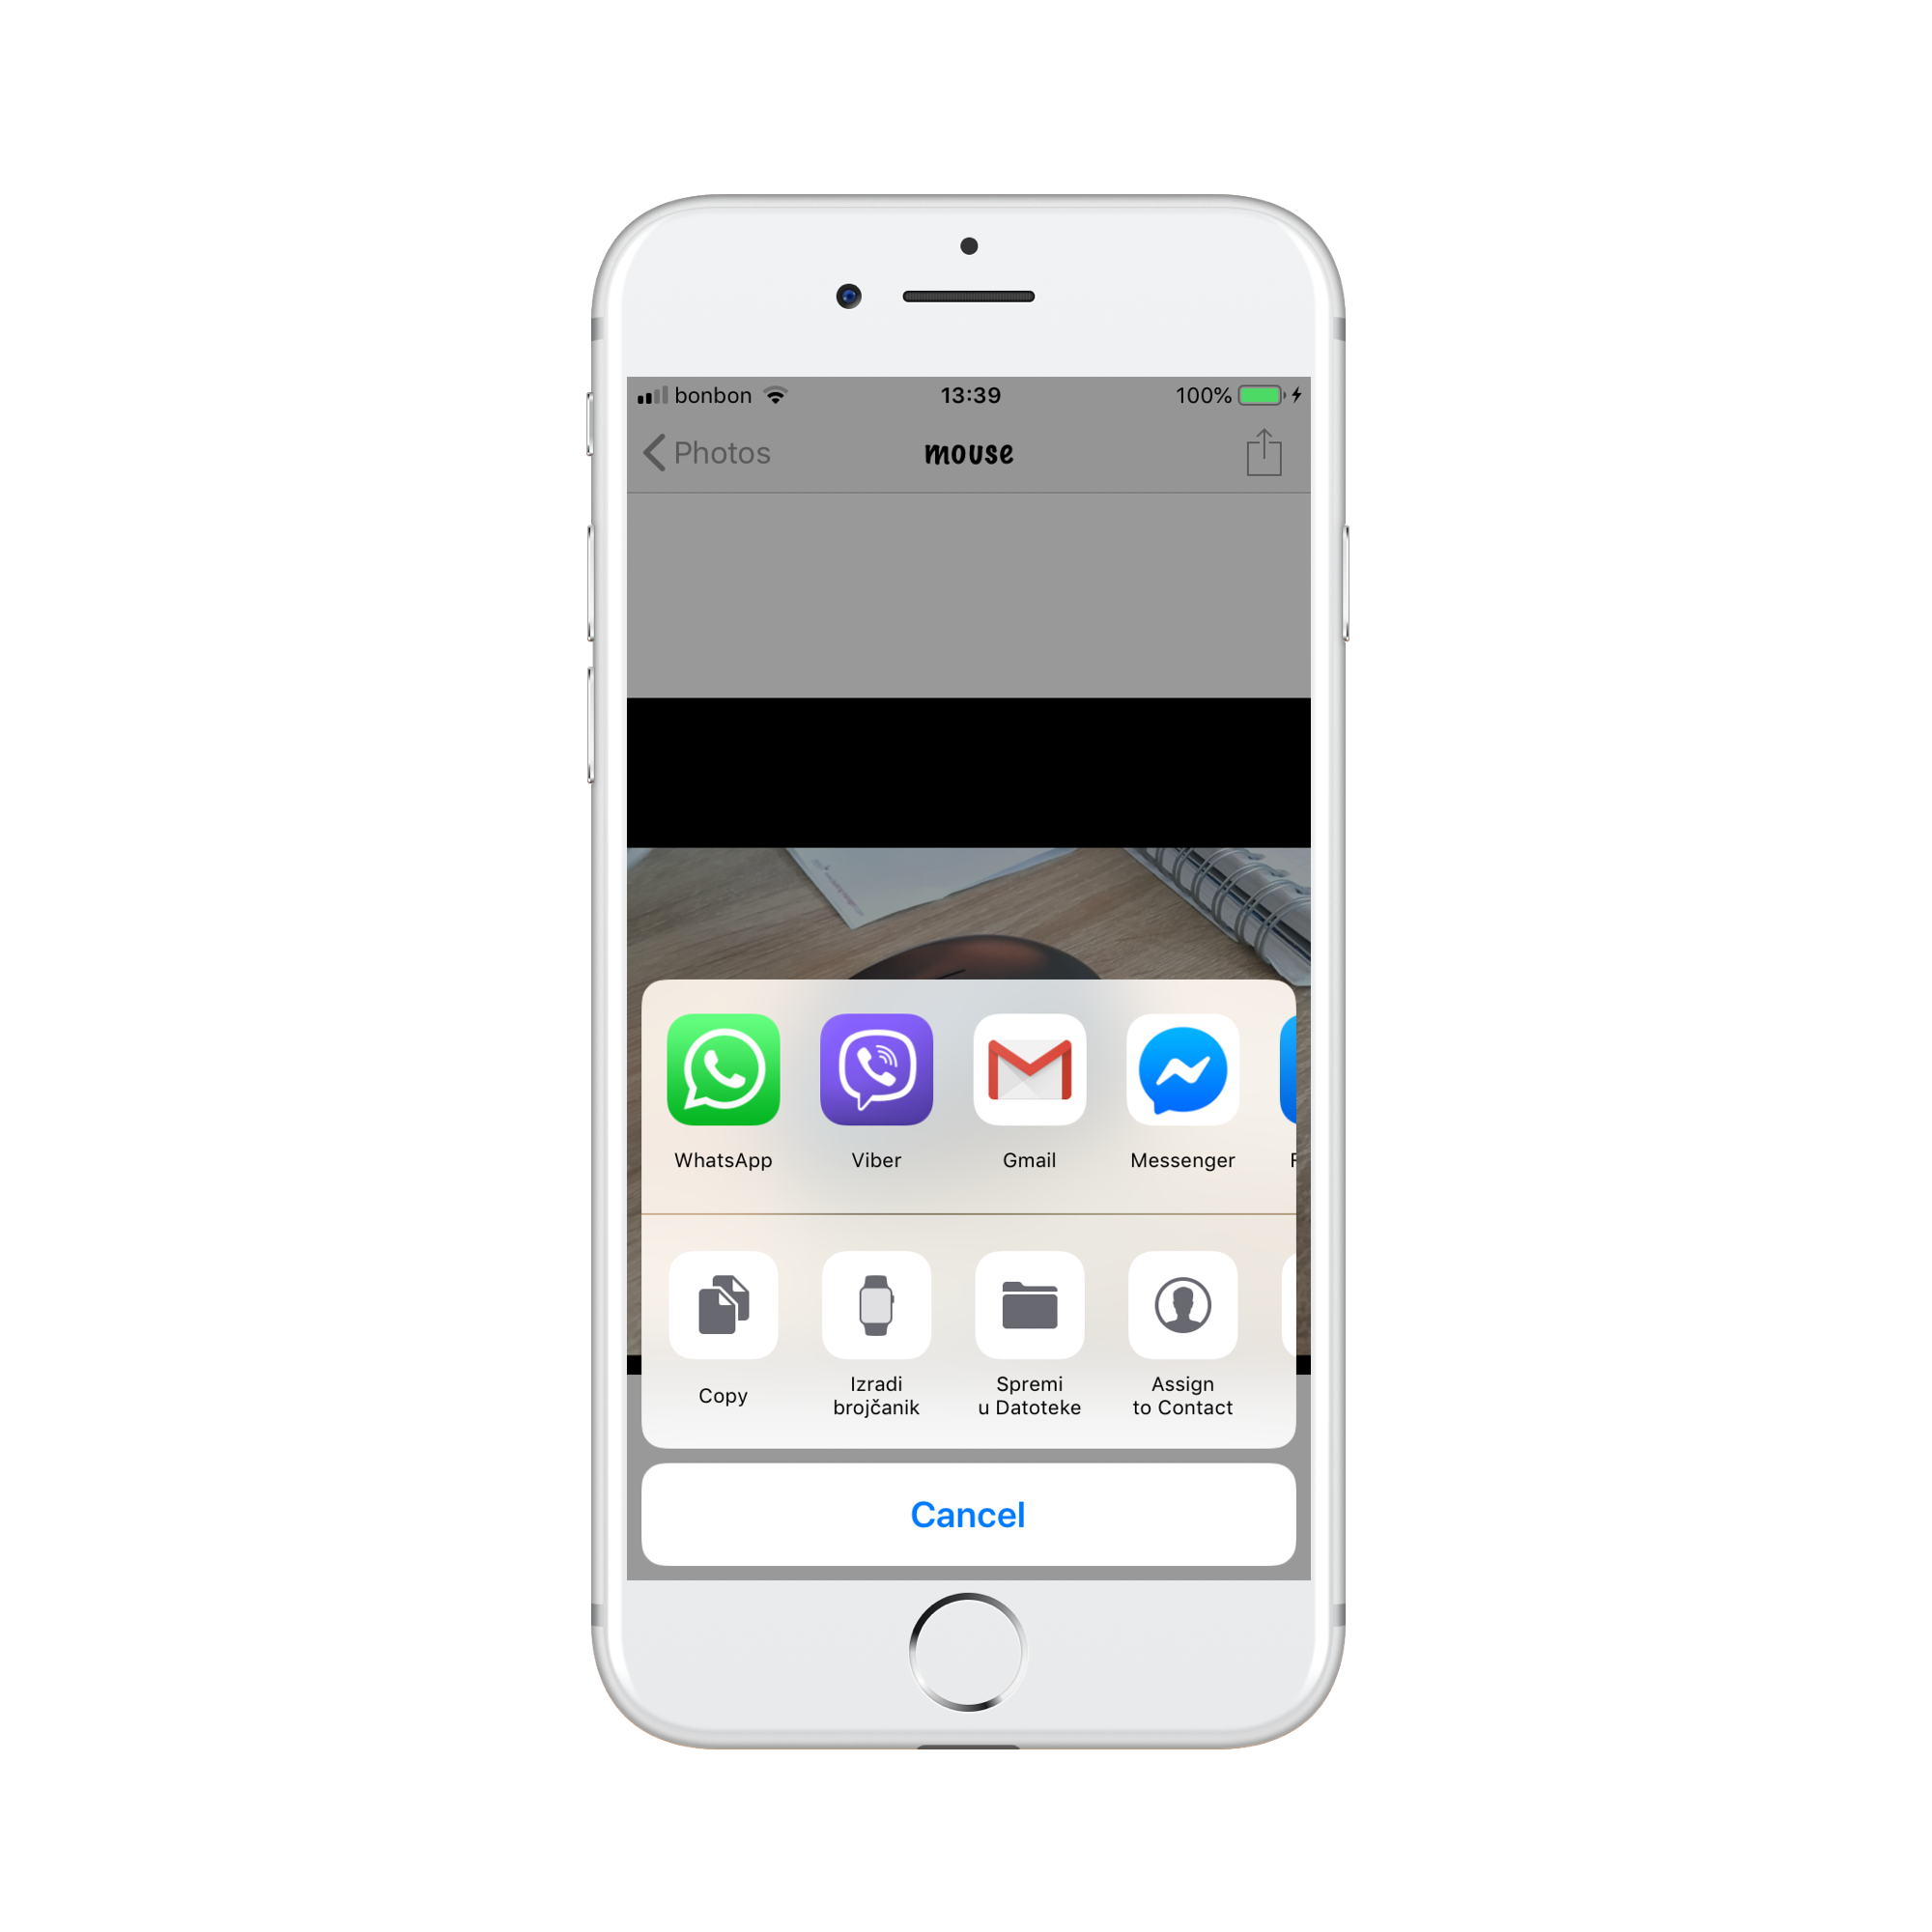 bonbon 13:39 100%
Photos mouse
WhatsApp Viber Gmail Messenger
Copy Izradi brojčanik Spremi u Datoteke Assign to Contact
Cancel